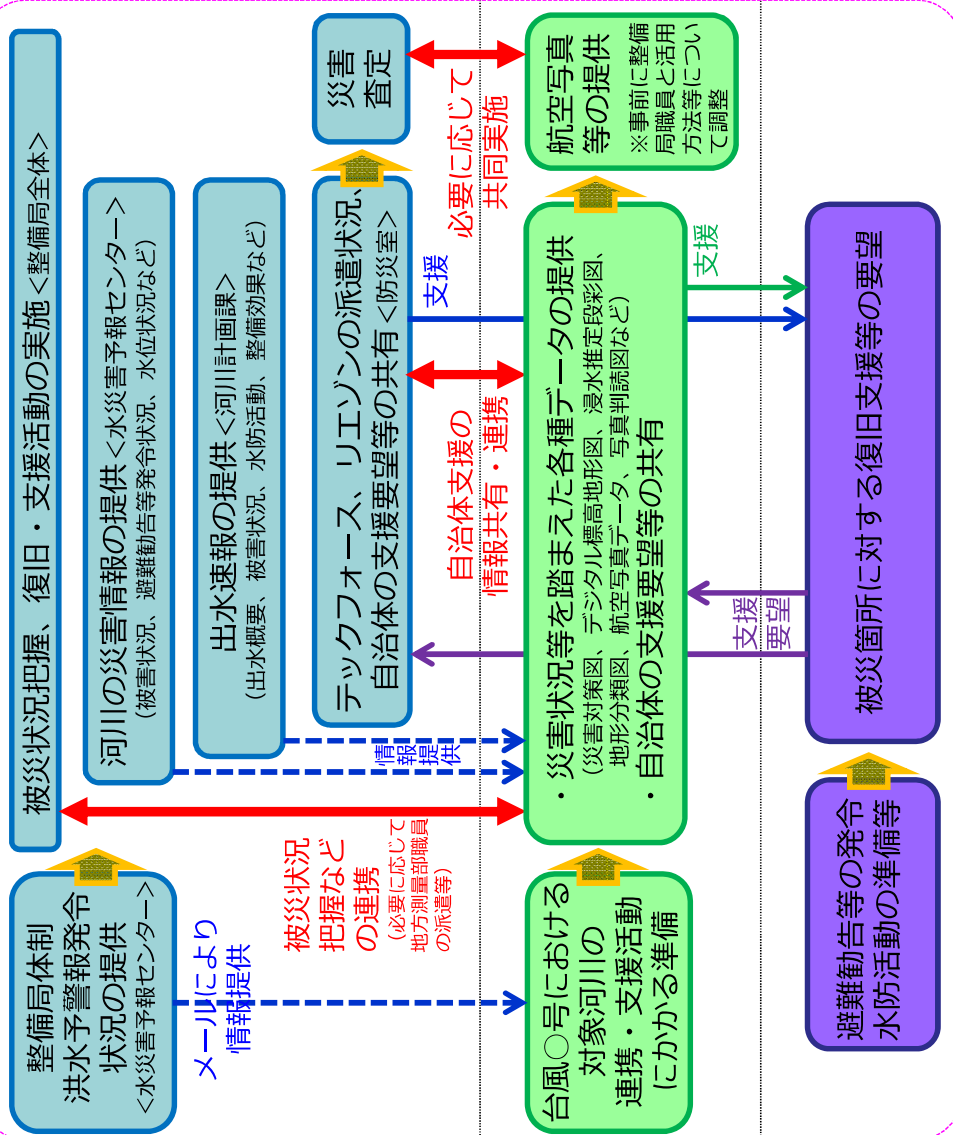 整備局体制
洪水予警報発令
状況の提供
<水災害予報センター>
被災状況把握、復旧・支援活動の実施<整備局全体>
河川の災害情報の提供<水災害予報センター>
(被害状況、避難勧告等発令状況、水位状況など)
出水速報の提供<河川計画課>
(出水概要、被害状況、水防活動、整備効果など)
テックフォース、リエゾンの派遣状況、
自治体の支援要望等の共有<防災室>
災害
査定
メールにより
情報提供
被災状況
把握など
の連携
(必要に応じて
地方測量部職員
の派遣等)
情
報
提
供
自治体支援の
情報共有・連携
支援
必要に応じて
共同実施
台風○号における
対象河川の
連携・支援活動
にかかる準備
・災害状況等を踏まえた各種データの提供
(災害対策図、デジタル標高地形図、浸水推定段彩図、
地形分類図、航空写真データ、写真判読図など)
・自治体の支援要望等の共有
航空写真
等の提供
※事前に整備
局職員と活用
方法等につい
て調整
支援
要望
支援
避難勧告等の発令
水防活動の準備等
被災箇所に対する復旧支援等の要望